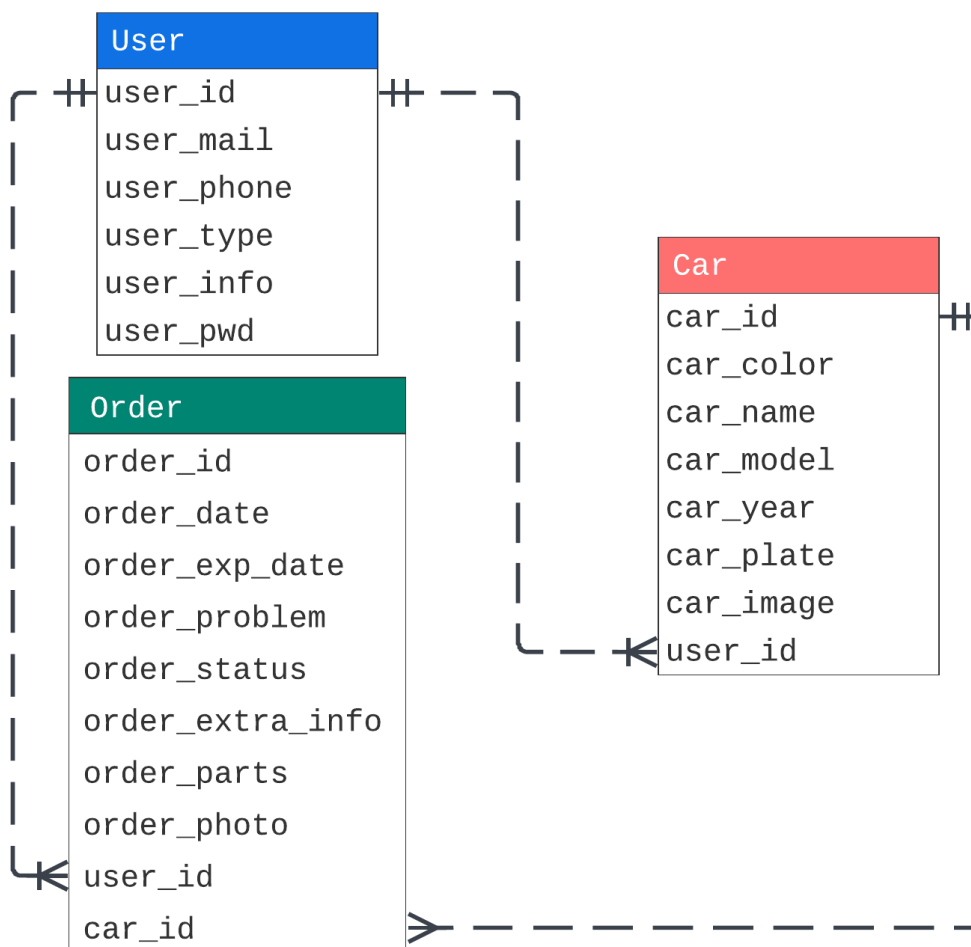 User
user_id
user_mail
user_phone
user_type
user_info
user_pwd
Order
order_id
order_date
order_exp_date
order_problem
order_status
order_extra_info
order_parts
order_photo
user_id
car_id
Car
car_id
car_color
car_name
car_model
car_year
car_plate
car_image
user_id